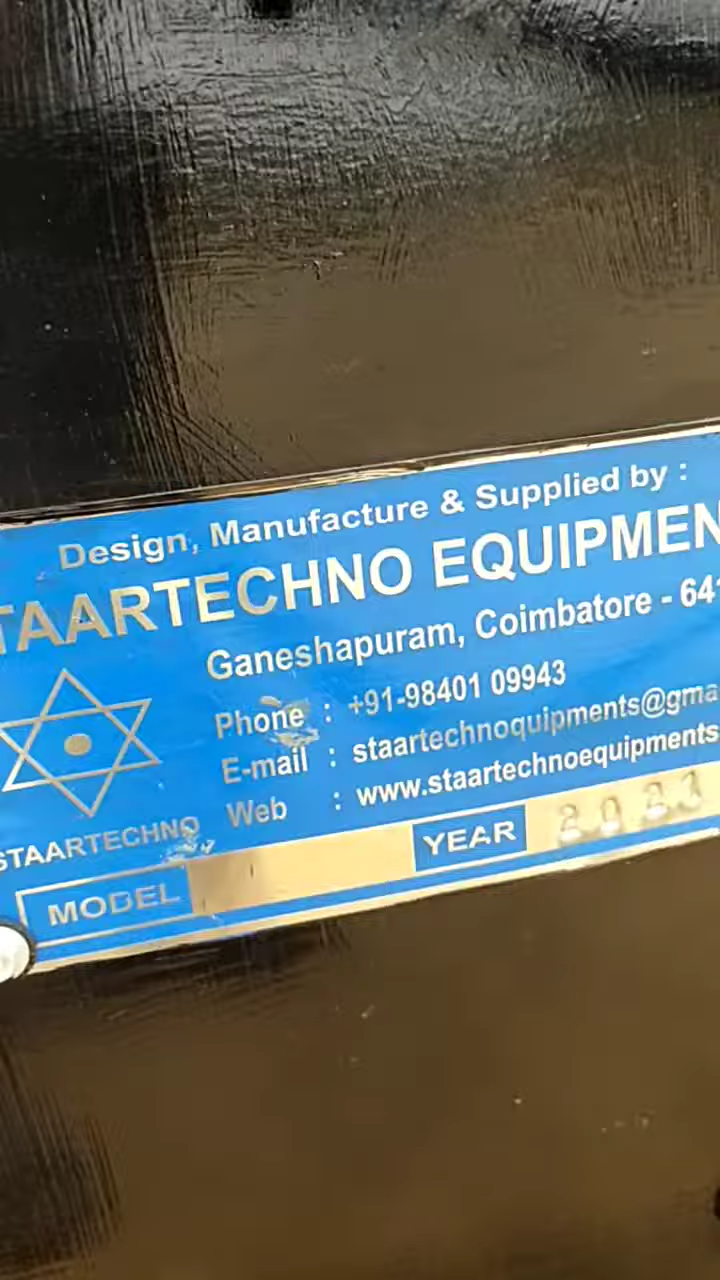 Design, Manufacture & Supplied by :
TAARTECHNO EQUIPMEN
Ganeshapuram, Coimbatore - 641
Phone : +91-98401 09943
E-mail : staartechnoquipments@gma
Web : www.staartechnoequipments
STAARTECHNO
MODEL
YEAR 2021